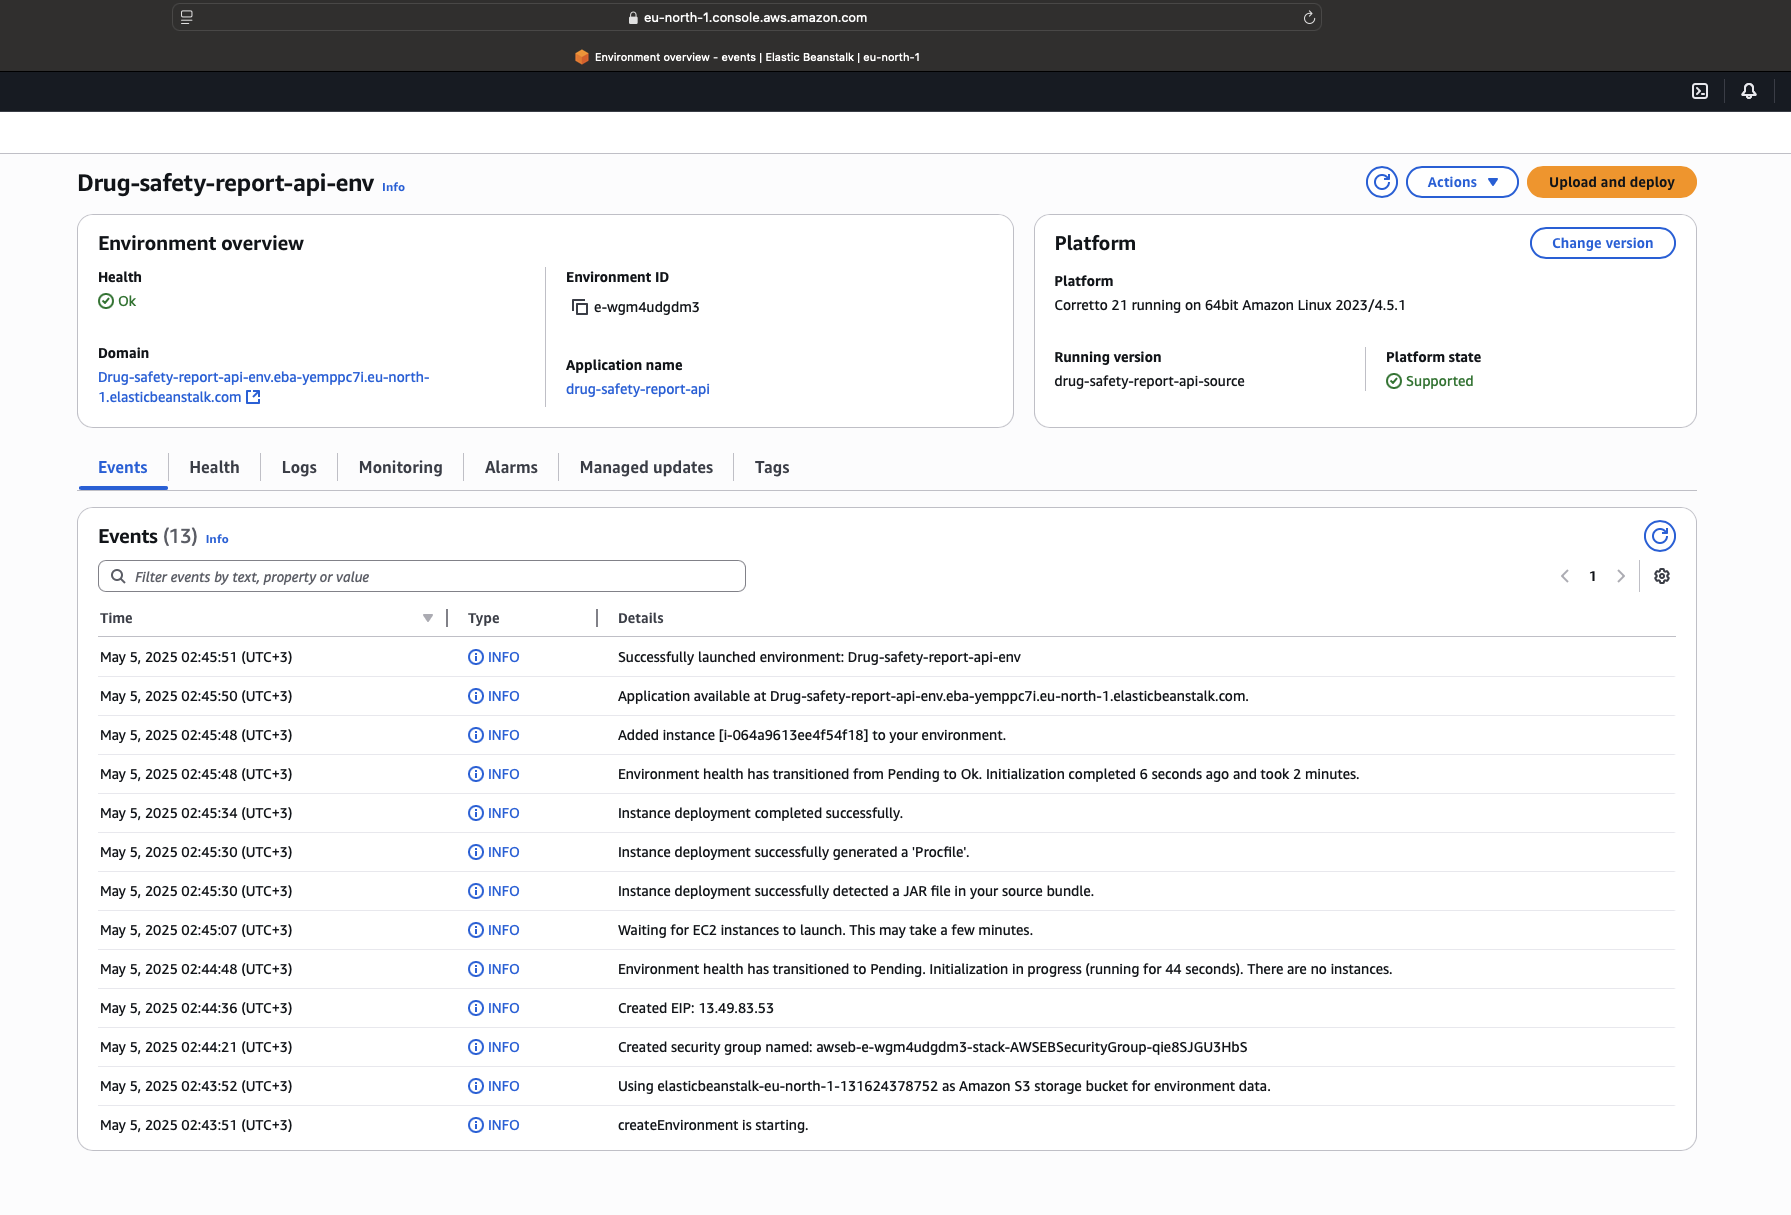 eu-north-1.console.aws.amazon.com
Environment overview - events | Elastic Beanstalk | eu-north-1
Drug-safety-report-api-env Info
Actions
Upload and deploy
Environment overview
Health
Ok
Domain
Drug-safety-report-api-env.eba-yemppc7i.eu-north-
1.elasticbeanstalk.com
Environment ID
e-wgm4udgdm3
Application name
drug-safety-report-api
Platform
Change version
Platform
Corretto 21 running on 64bit Amazon Linux 2023/4.5.1
Running version
drug-safety-report-api-source
Platform state
Supported
Events Health Logs Monitoring Alarms Managed updates Tags
Events (13) Info
Filter events by text, property or value
1
Time Type Details
May 5, 2025 02:45:51 (UTC+3) INFO Successfully launched environment: Drug-safety-report-api-env
May 5, 2025 02:45:50 (UTC+3) INFO Application available at Drug-safety-report-api-env.eba-yemppc7i.eu-north-1.elasticbeanstalk.com.
May 5, 2025 02:45:48 (UTC+3) INFO Added instance [i-064a9613ee4f54f18] to your environment.
May 5, 2025 02:45:48 (UTC+3) INFO Environment health has transitioned from Pending to Ok. Initialization completed 6 seconds ago and took 2 minutes.
May 5, 2025 02:45:34 (UTC+3) INFO Instance deployment completed successfully.
May 5, 2025 02:45:30 (UTC+3) INFO Instance deployment successfully generated a 'Procfile'.
May 5, 2025 02:45:30 (UTC+3) INFO Instance deployment successfully detected a JAR file in your source bundle.
May 5, 2025 02:45:07 (UTC+3) INFO Waiting for EC2 instances to launch. This may take a few minutes.
May 5, 2025 02:44:48 (UTC+3) INFO Environment health has transitioned to Pending. Initialization in progress (running for 44 seconds). There are no instances.
May 5, 2025 02:44:36 (UTC+3) INFO Created EIP: 13.49.83.53
May 5, 2025 02:44:21 (UTC+3) INFO Created security group named: awseb-e-wgm4udgdm3-stack-AWSEBSecurityGroup-qie8SJGU3HbS
May 5, 2025 02:43:52 (UTC+3) INFO Using elasticbeanstalk-eu-north-1-131624378752 as Amazon S3 storage bucket for environment data.
May 5, 2025 02:43:51 (UTC+3) INFO createEnvironment is starting.